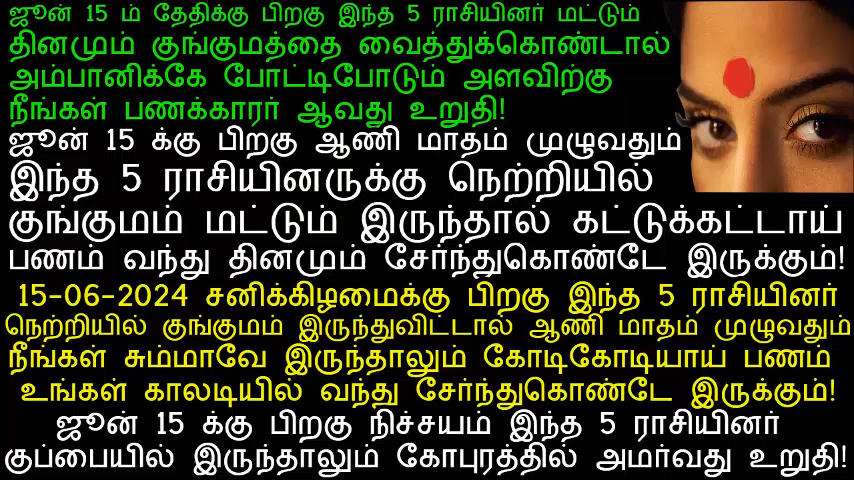 ஜூன் 15 ம் தேதிக்கு பிறகு இந்த 5 ராசியினர் மட்டும்
தினமும் குங்குமத்தை வைத்துக்கொண்டால்
அம்பானிக்கே போட்டிபோடும் அளவிற்கு
நீங்கள் பணக்காரர் ஆவது உறுதி!
ஜூன் 15 க்கு பிறகு ஆணி மாதம் முழுவதும்
இந்த 5 ராசியினருக்கு நெற்றியில்
குங்குமம் மட்டும் இருந்தால் கட்டுக்கட்டாய்
பணம் வந்து தினமும் சேர்ந்துகொண்டே இருக்கும்!
15-06-2024 சனிக்கிழமைக்கு பிறகு இந்த 5 ராசியினர்
நெற்றியில் குங்குமம் இருந்துவிட்டால் ஆணி மாதம் முழுவதும்
நீங்கள் சும்மாவே இருந்தாலும் கோடிகோடியாய் பணம்
உங்கள் காலடியில் வந்து சேர்ந்துகொண்டே இருக்கும்!
ஜூன் 15 க்கு பிறகு நிச்சயம் இந்த 5 ராசியினர்
குப்பையில் இருந்தாலும் கோபுரத்தில் அமர்வது உறுதி!